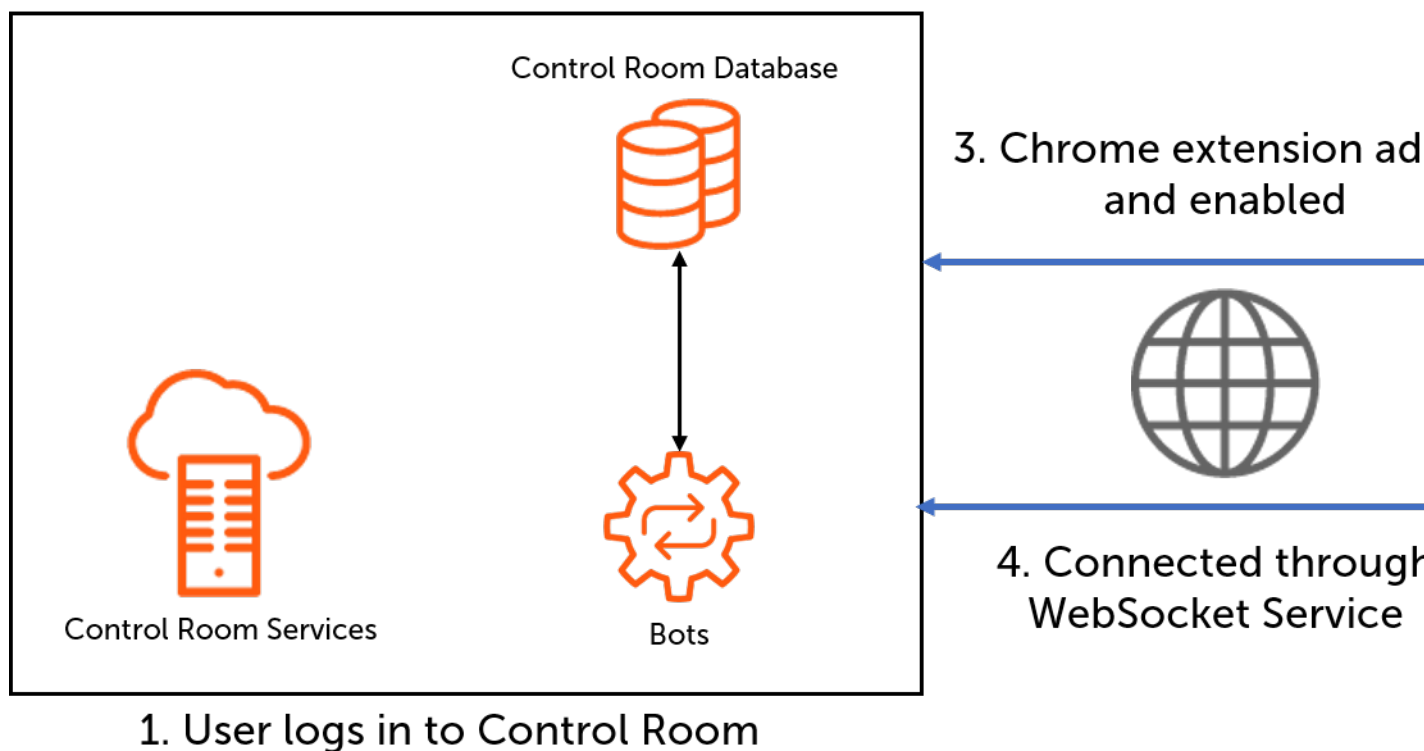 Control Room Database
3. Chrome extension ad
and enabled
Control Room Services
Bots
4. Connected through
WebSocket Service
1. User logs in to Control Room